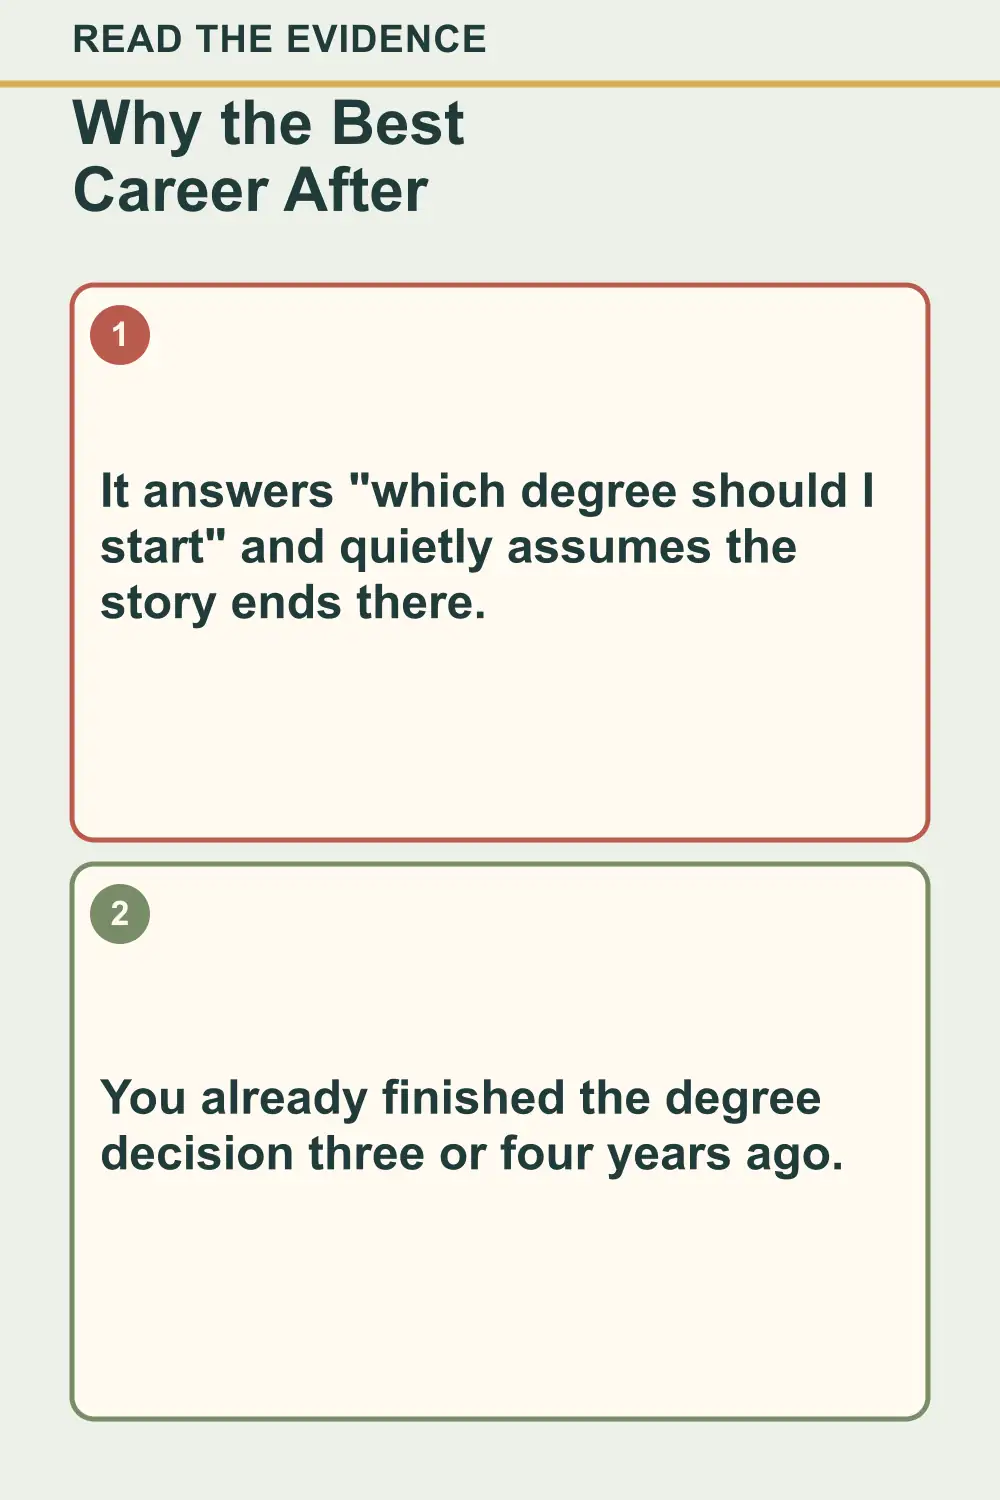 READ THE EVIDENCE
Why the Best
Career After
1
It answers "which degree should I
start" and quietly assumes the
story ends there.
2
You already finished the degree
decision three or four years ago.